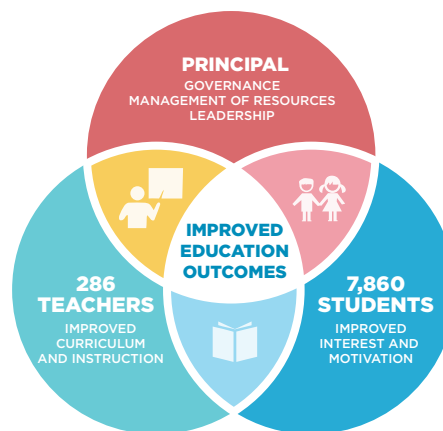 PRINCIPAL
GOVERNANCE
MANAGEMENT OF RESOURCES
LEADERSHIP
IMPROVED
EDUCATION
OUTCOMES
286
TEACHERS
IMPROVED
CURRICULUM
AND INSTRUCTION
7,860
STUDENTS
IMPROVED
INTEREST AND
MOTIVATION